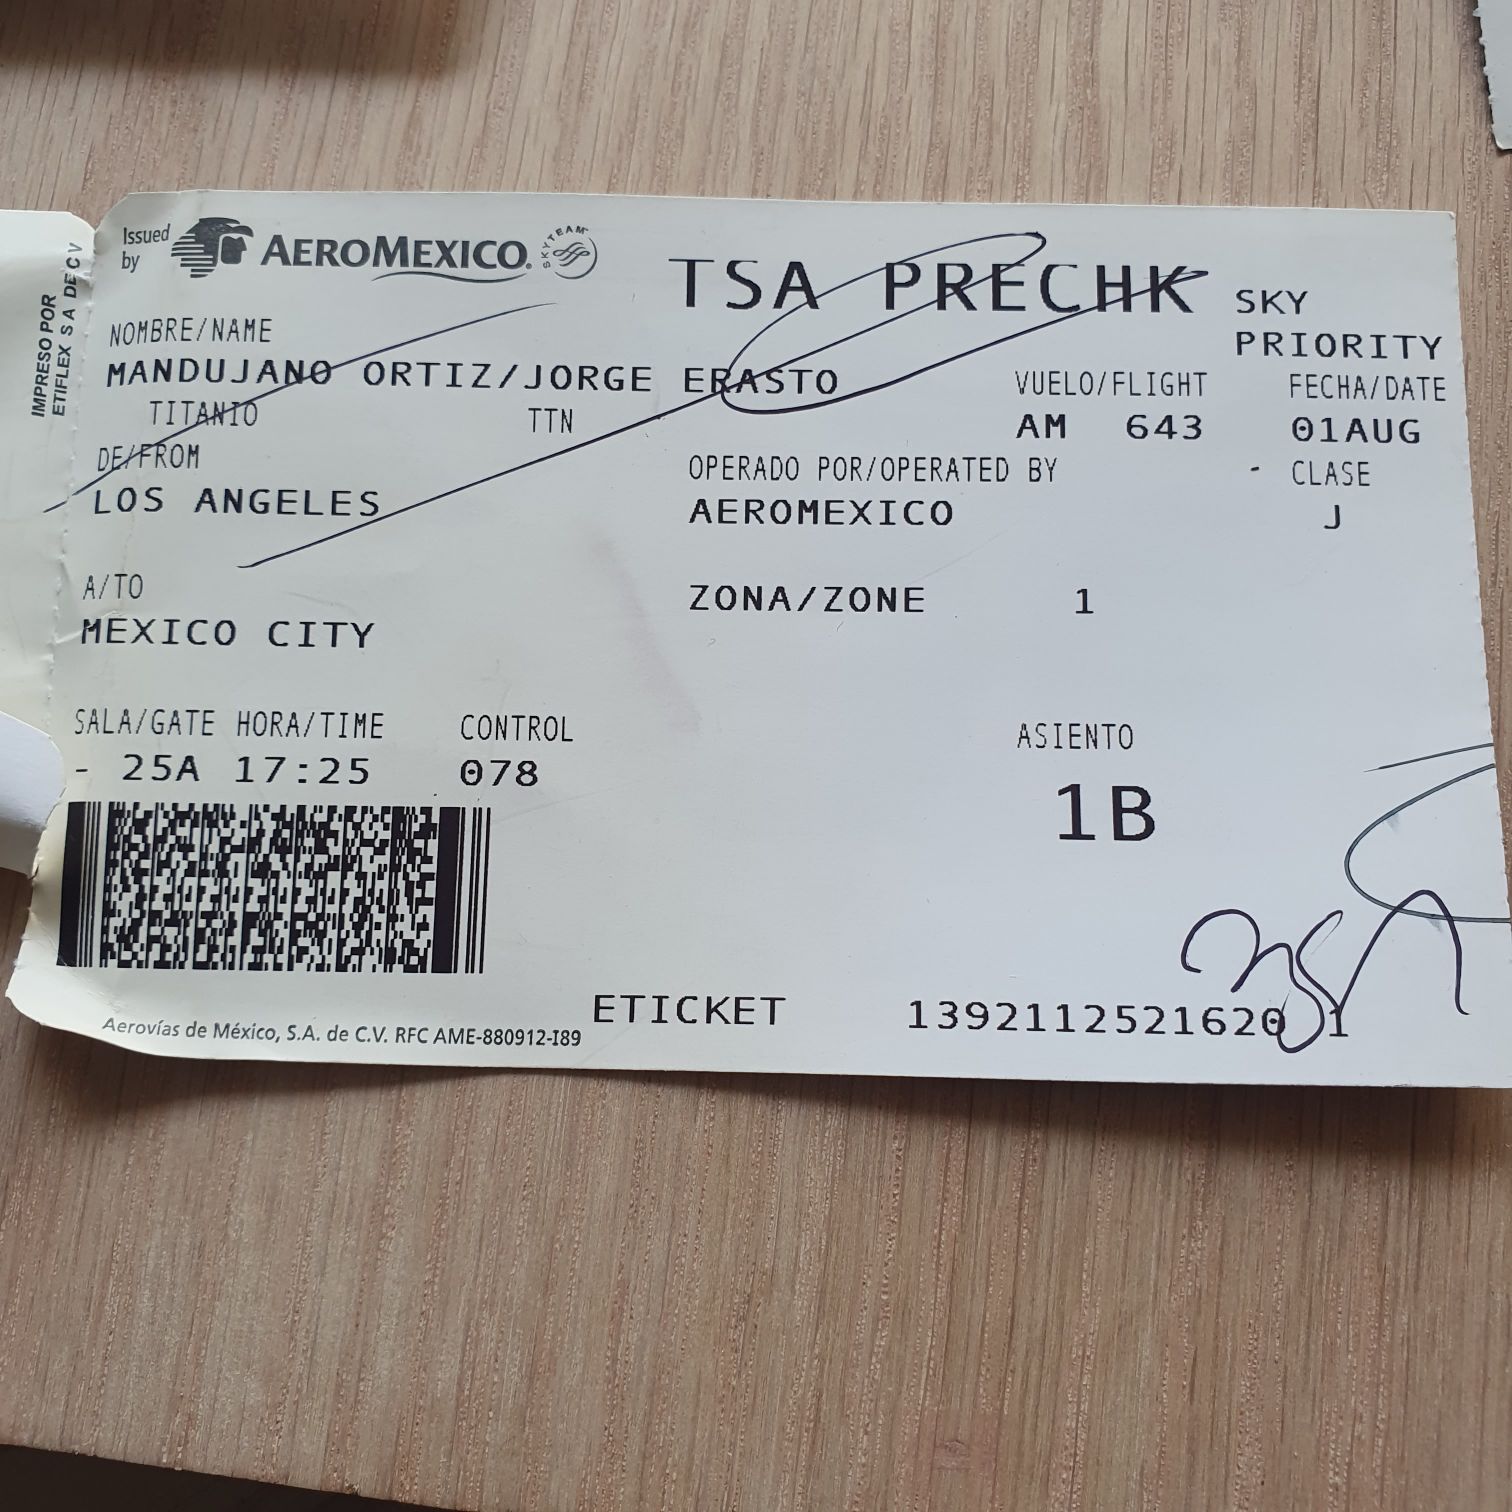 IMPRESO POR
ETIFLEX S A DE CV
Issued by AEROMEXICO. SKYTEAM
TSA PRECHK SKY PRIORITY
NOMBRE/NAME
MANDUJANO ORTIZ/JORGE ERASTO
VUELO/FLIGHT FECHA/DATE
TITANIO TTN
AM 643 01AUG
DE/FROM
OPERADO POR/OPERATED BY - CLASE
LOS ANGELES
AEROMEXICO J
A/TO
ZONA/ZONE 1
MEXICO CITY
SALA/GATE HORA/TIME CONTROL
ASIENTO
- 25A 17:25 078
1B
ETICKET 1392112521620 1
Aerovías de México, S.A. de C.V. RFC AME-880912-I89